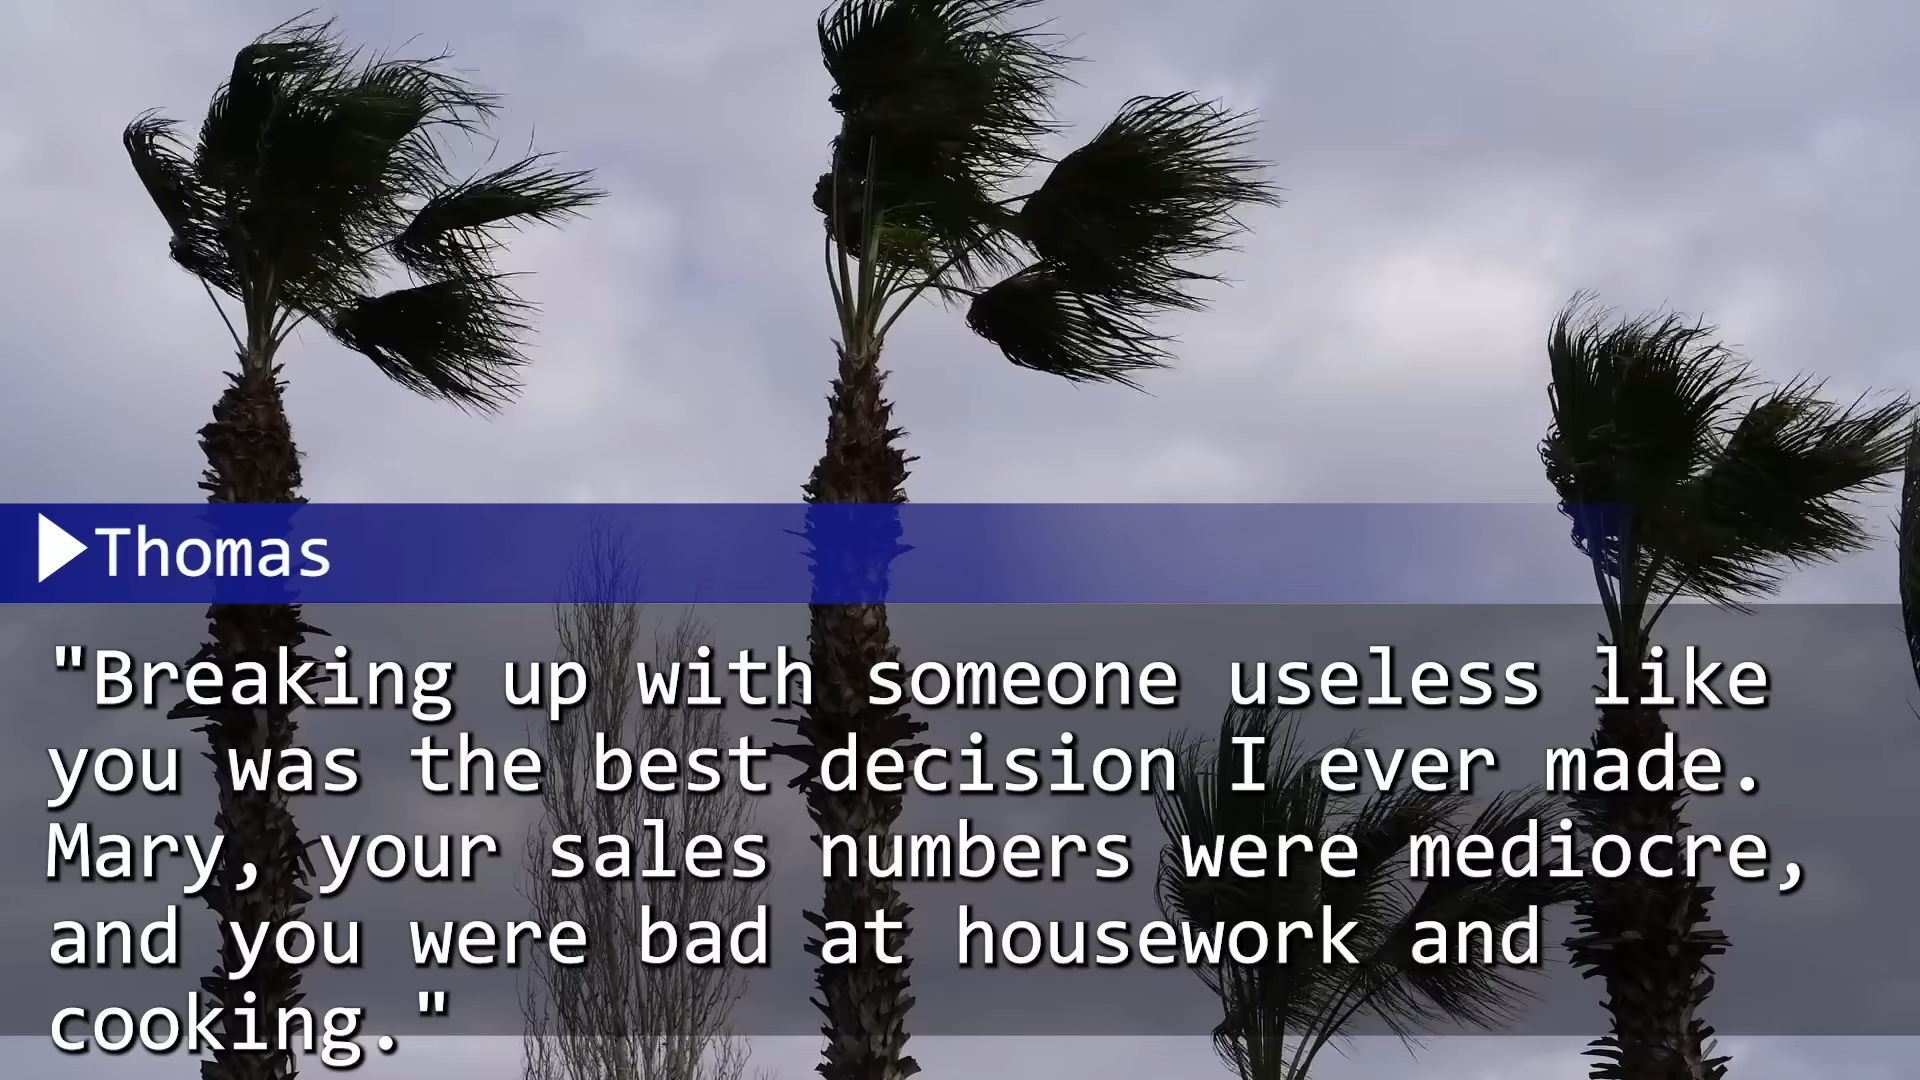 Thomas
"Breaking up with someone useless like
you was the best decision I ever made.
Mary, your sales numbers were mediocre,
and you were bad at housework and
cooking."